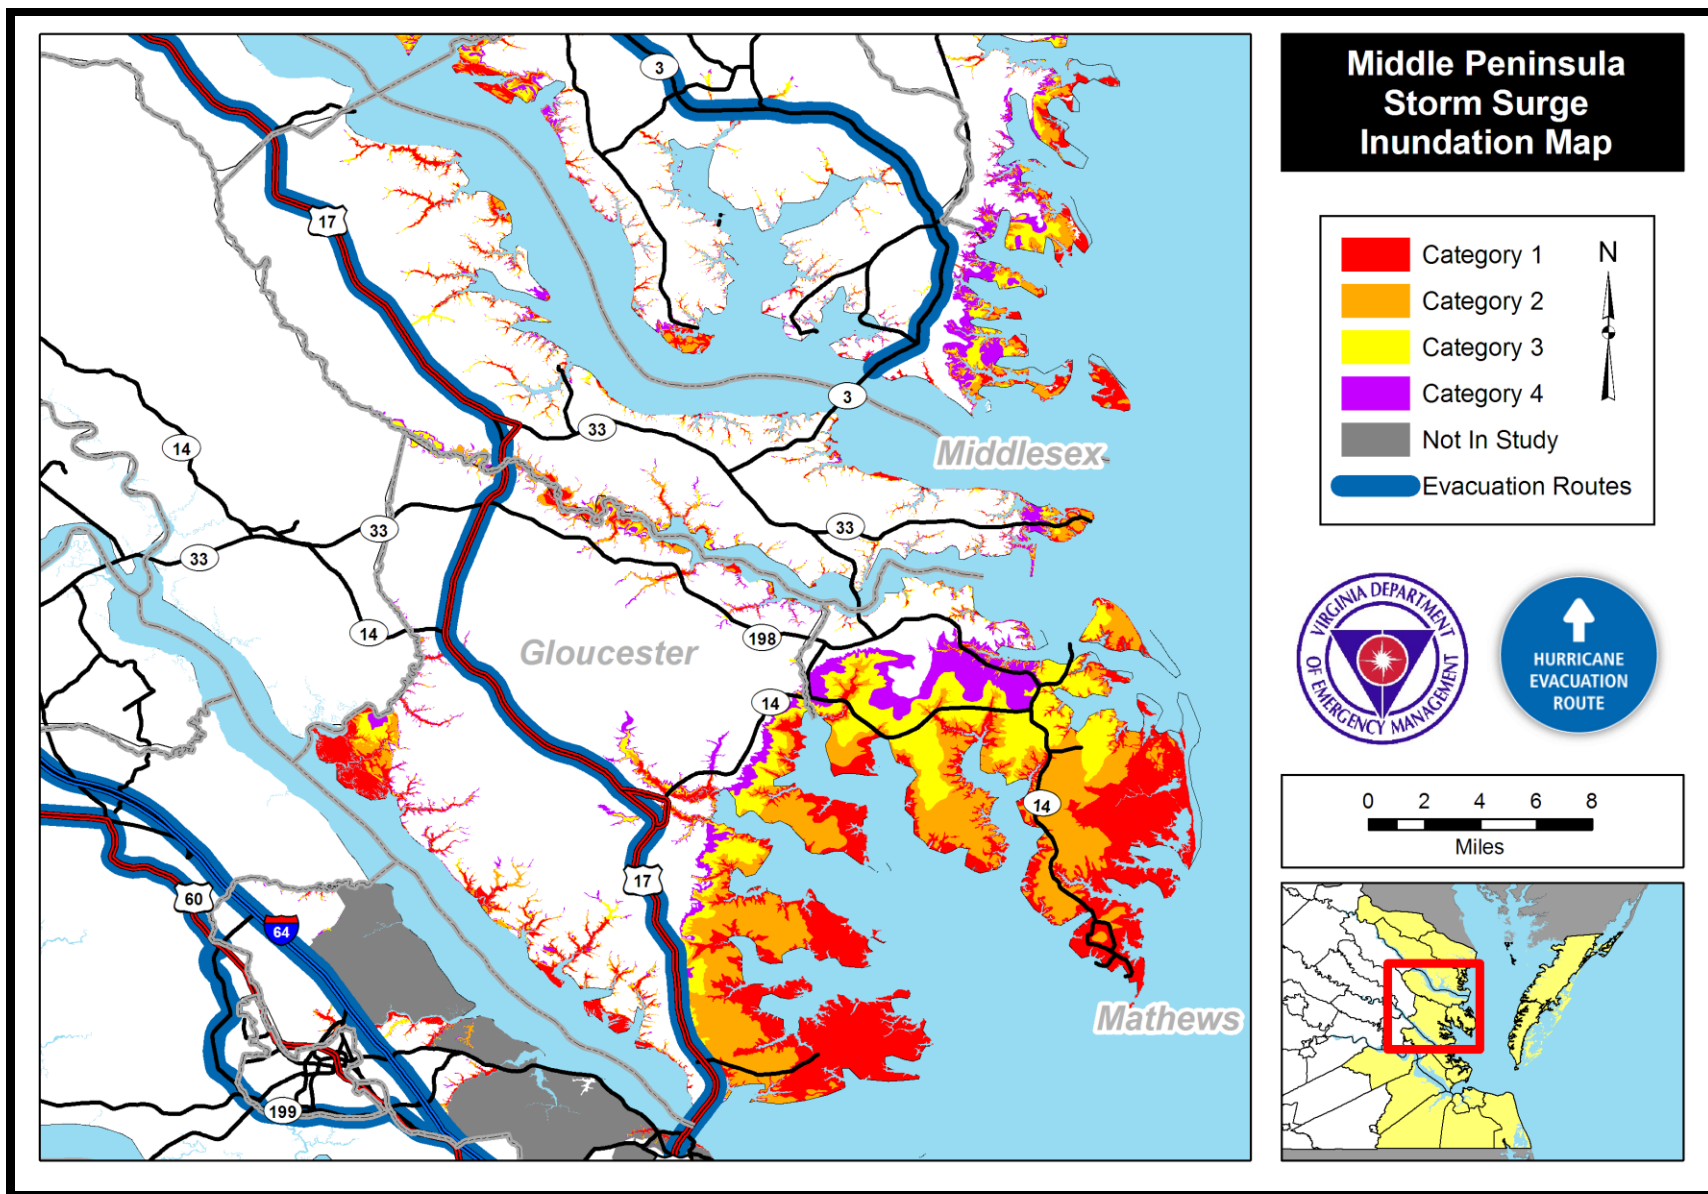 Middle Peninsula
Storm Surge
Inundation Map
Category 1
Category 2
Category 3
Category 4
Not In Study
Evacuation Routes
N
VIRGINIA DEPARTMENT
OF EMERGENCY MANAGEMENT
HURRICANE
EVACUATION
ROUTE
0 2 4 6 8
Miles
3
17
3
33
14
Middlesex
33
33
33
14
198
Gloucester
14
14
17
60
64
Mathews
199